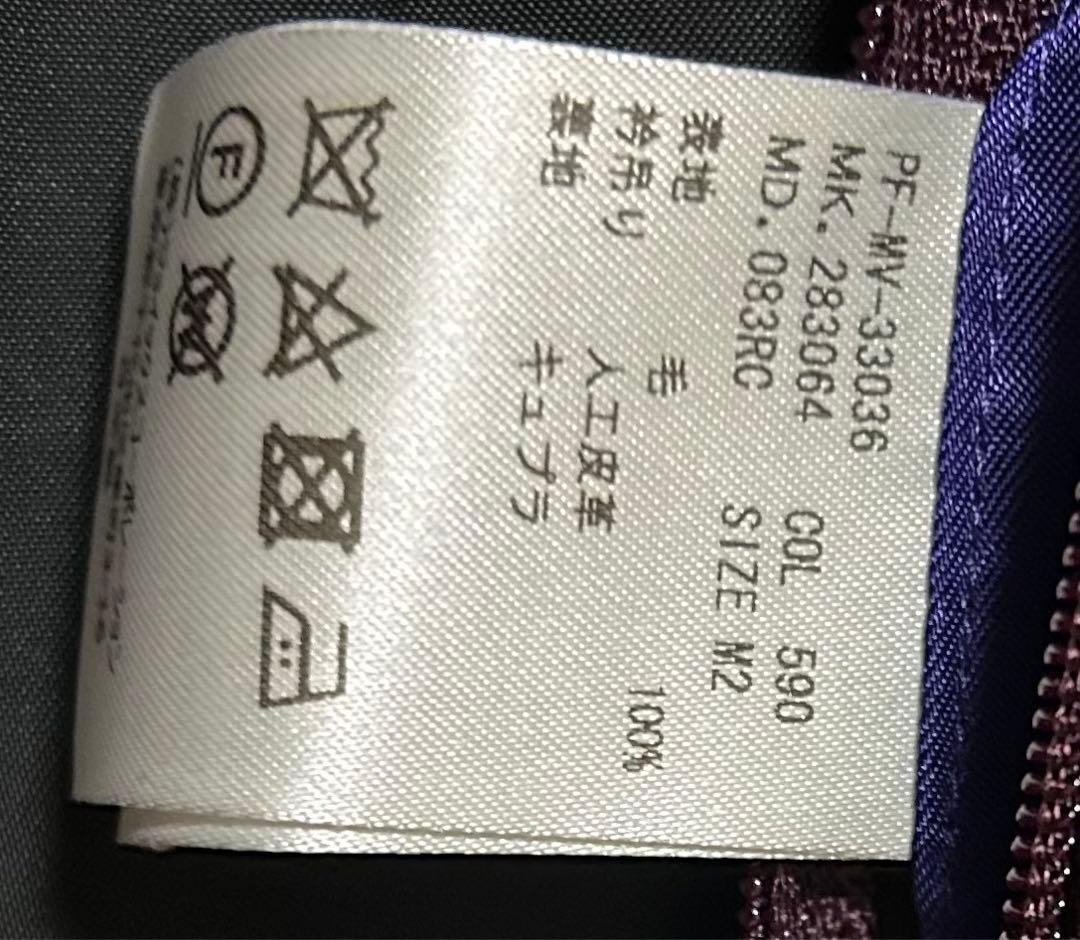 PF-MV-33036
MK. 283064 COL 590
MD. 083RC SIZE M2
表地 毛 100%
衿吊り 人工皮革
裏地 キュプラ
F
W